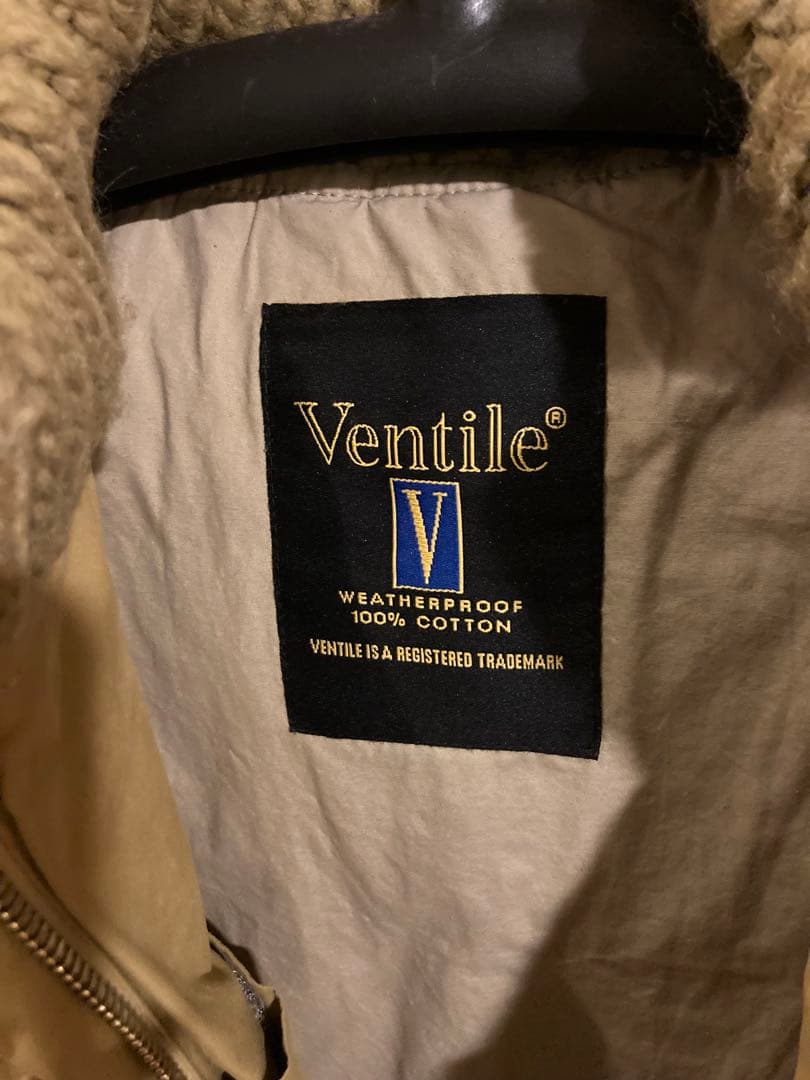 Ventile®
V
WEATHERPROOF
100% COTTON
VENTILE IS A REGISTERED TRADEMARK